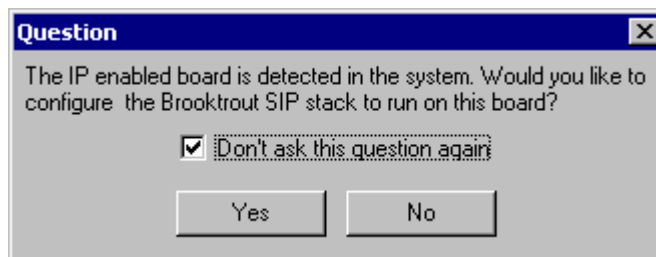 Question
The IP enabled board is detected in the system. Would you like to
configure the Brooktrout SIP stack to run on this board?
Don't ask this question again
Yes No